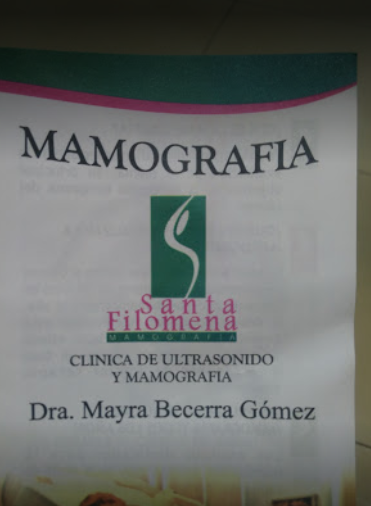 MAMOGRAFIA
Santa
Filomena
MAMOGRAFIA
CLINICA DE ULTRASONIDO
Y MAMOGRAFIA
Dra. Mayra Becerra Gómez